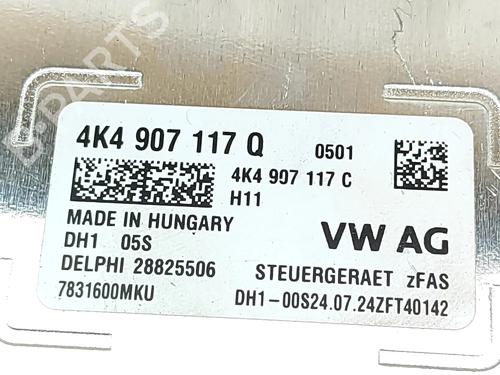 B-PARTS
4K4 907 117 Q 0501
4K4 907 117 C
H11
MADE IN HUNGARY
DH1 05S
VW AG
DELPHI 28825506
STEUERGERAET zFAS
7831600MKU
DH1-00S24.07.24ZFT40142